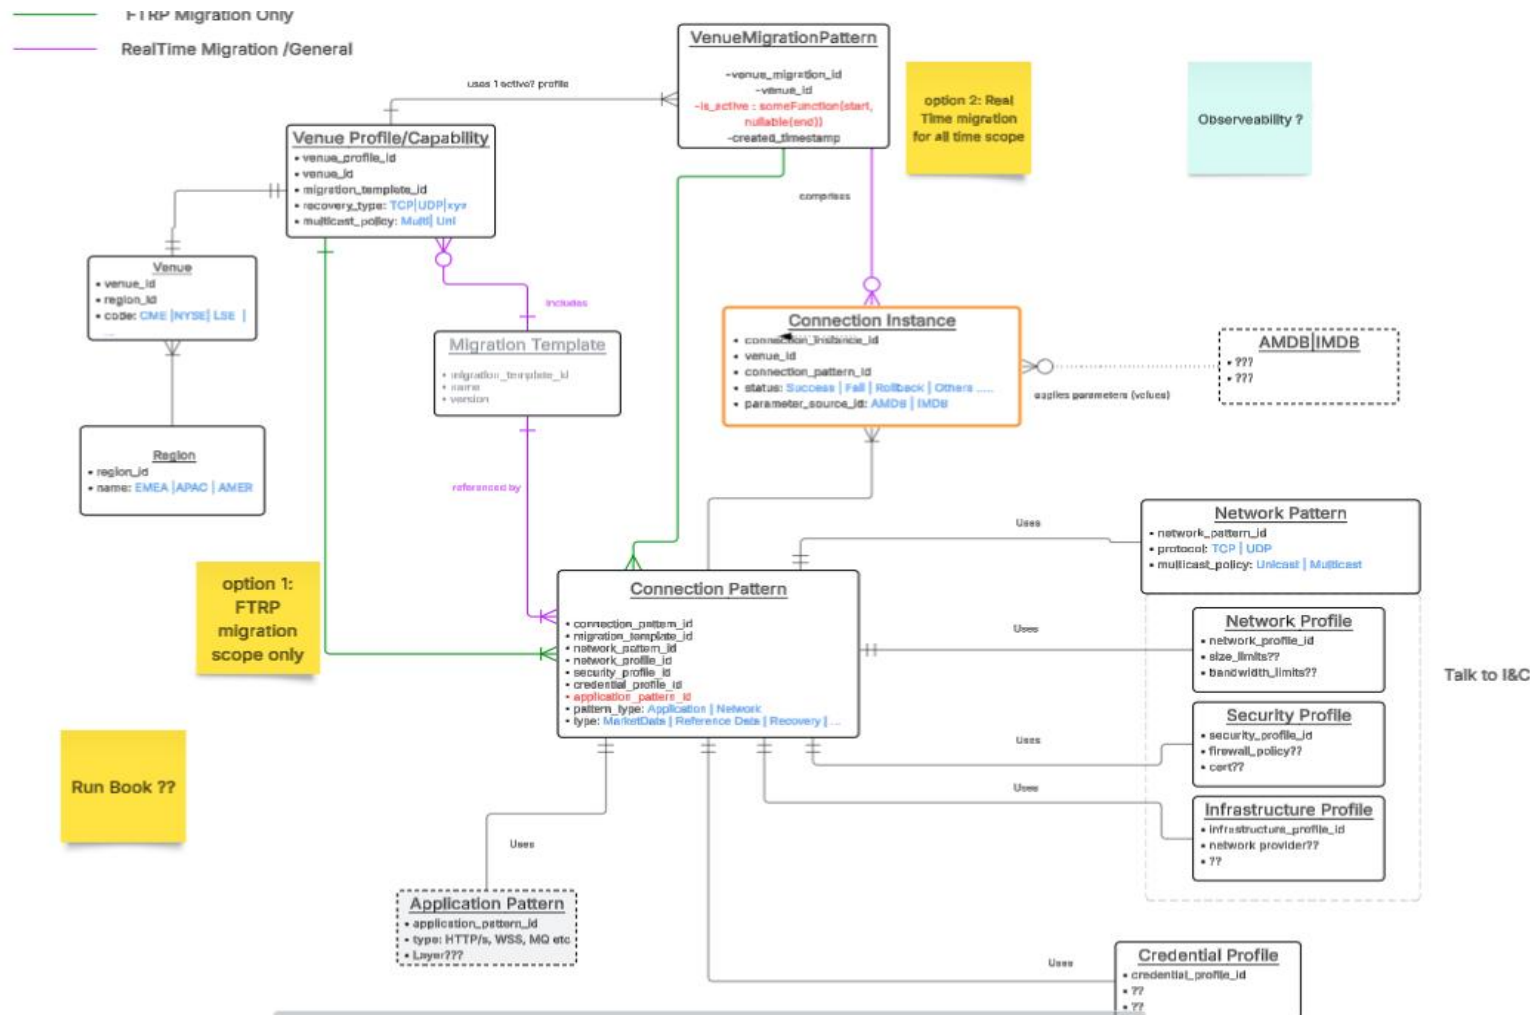 FTRP Migration Only
RealTime Migration /General
VenueMigrationPattern
-venue_migration_id
-venue_id
-is_active : someFunction(start,
nullable(end))
-created_timestamp
uses 1 active? profile
option 2: Real
Time migration
for all time scope
Observeability ?
Venue Profile/Capability
• venue_profile_id
• venue_id
• migration_template_id
• recovery_type: TCP|UDP|xyz
• multicast_policy: Multi| Uni
comprises
Venue
• venue_id
• region_id
• code: CME |NYSE| LSE |
...
includes
Migration Template
• migration_template_id
• name
• version
Connection Instance
• connection_instance_id
• venue_id
• connection_pattern_id
• status: Success | Fail | Rollback | Others .....
• parameter_source_id: AMDB | IMDB
AMDB|IMDB
• ???
• ???
applies parameters (values)
Region
• region_id
• name: EMEA |APAC | AMER
referenced by
option 1:
FTRP
migration
scope only
Connection Pattern
• connection_pattern_id
• migration_template_id
• network_pattern_id
• network_profile_id
• security_profile_id
• credential_profile_id
• application_pattern_id
• pattern_type: Application | Network
• type: MarketData | Reference Data | Recovery | ...
Uses
Network Pattern
• network_pattern_id
• protocol: TCP | UDP
• multicast_policy: Unicast | Multicast
Uses
Network Profile
• network_profile_id
• size_limits??
• bandwidth_limits??
Talk to I&C
Uses
Security Profile
• security_profile_id
• firewall_policy??
• cert??
Uses
Infrastructure Profile
• infrastructure_profile_id
• network provider??
• ??
Run Book ??
Uses
Application Pattern
• application_pattern_id
• type: HTTP/s, WSS, MQ etc
• Layer???
Uses
Credential Profile
• credential_profile_id
• ??
• ??